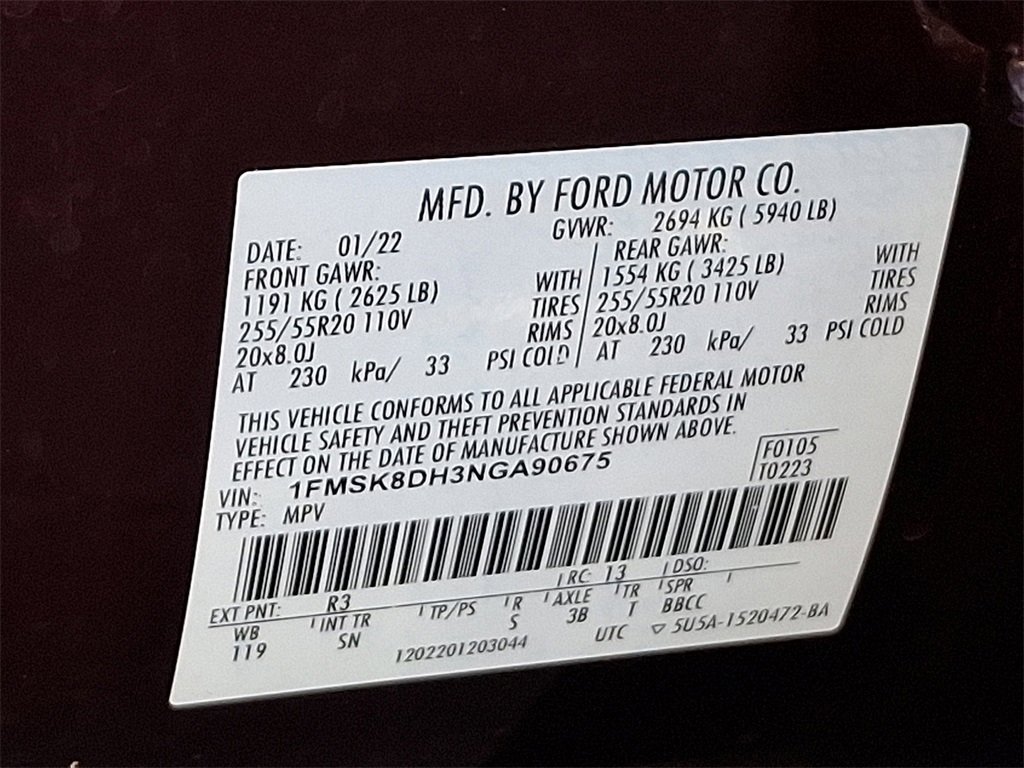 MFD. BY FORD MOTOR CO.
DATE: 01/22 GVWR: 2694 KG ( 5940 LB)
FRONT GAWR: REAR GAWR:
1191 KG ( 2625 LB) WITH 1554 KG ( 3425 LB) WITH
255/55R20 110V TIRES 255/55R20 110V TIRES
20x8.0J RIMS 20x8.0J RIMS
AT 230 kPa/ 33 PSI COLD AT 230 kPa/ 33 PSI COLD
THIS VEHICLE CONFORMS TO ALL APPLICABLE FEDERAL MOTOR
VEHICLE SAFETY AND THEFT PREVENTION STANDARDS IN
EFFECT ON THE DATE OF MANUFACTURE SHOWN ABOVE.
VIN: 1FMSK8DH3NGA90675 F0105
TYPE: MPV T0223
EXT PNT: R3 RC: 13 DSO:
WB INT TR TP/PS R AXLE TR SPR
119 SN S 3B T BBCC
1202201203044 UTC ▽ 5U5A-1520472-BA